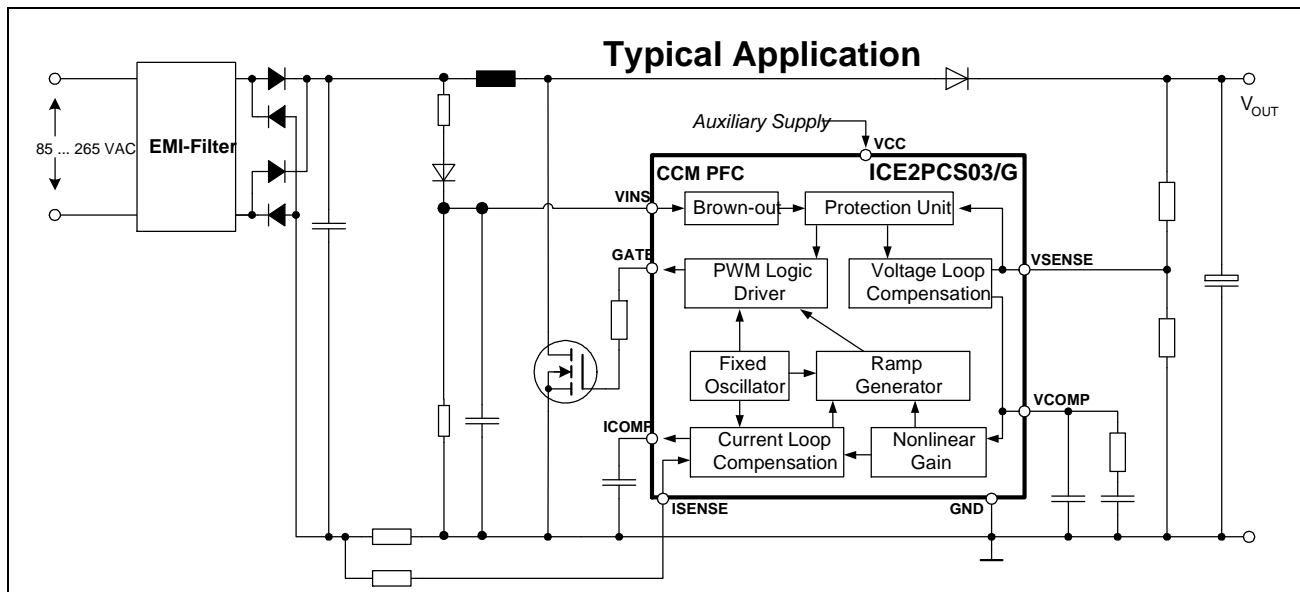 Typical Application
Auxiliary Supply
VCC
V
OUT
85 ... 265 VAC
EMI-Filter
CCM PFC
ICE2PCS03/G
VINS
Brown-out
Protection Unit
GATE
PWM Logic
Driver
Voltage Loop
Compensation
VSENSE
Fixed
Oscillator
Ramp
Generator
VCOMP
ICOMP
Current Loop
Compensation
Nonlinear
Gain
ISENSE
GND